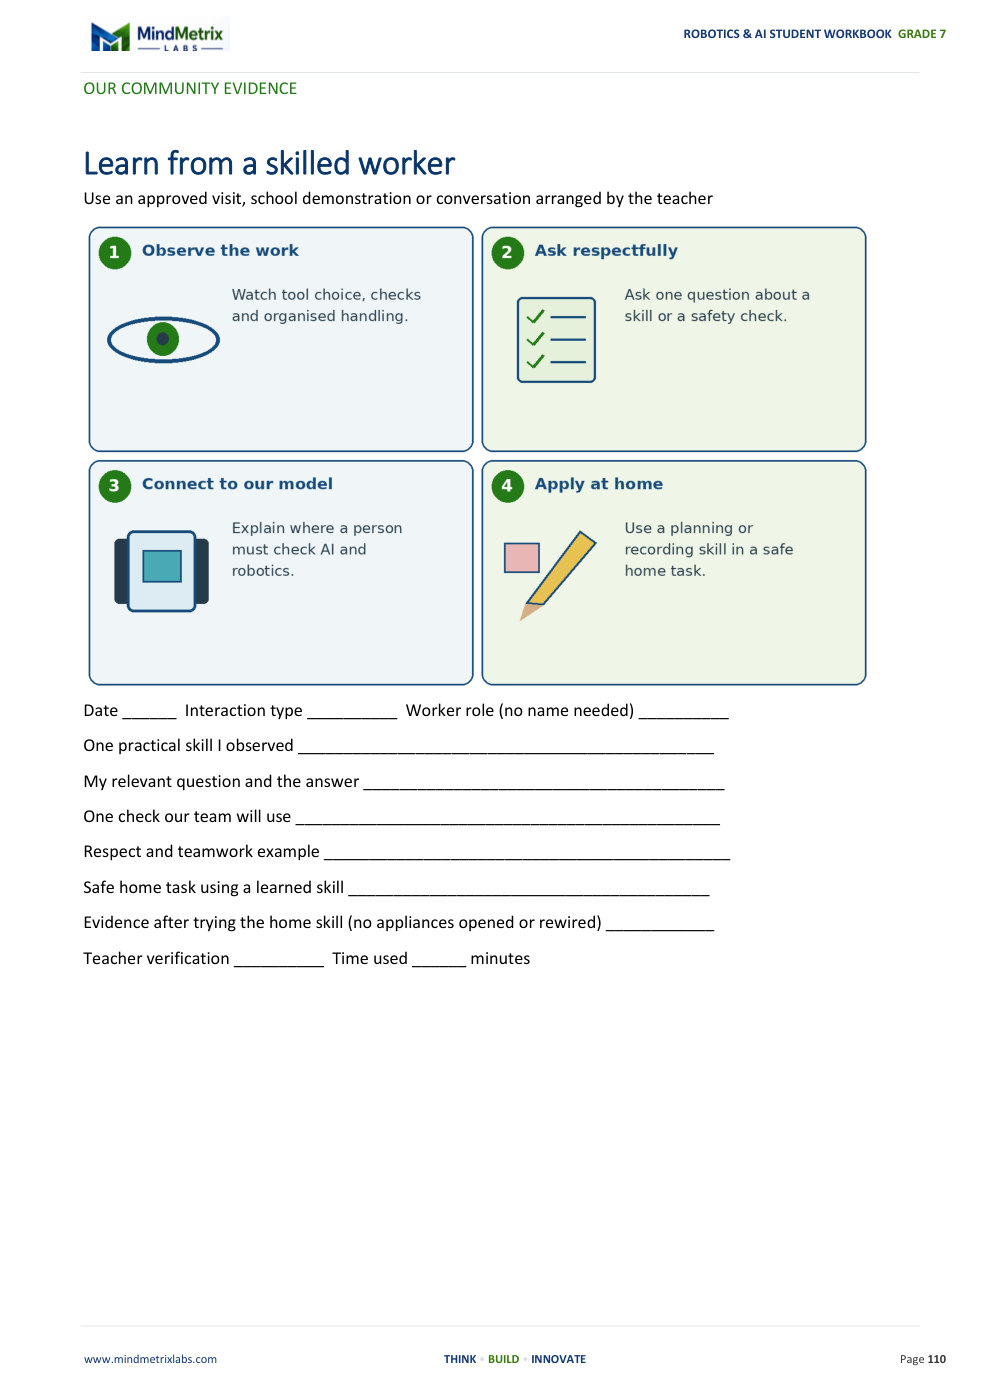 MindMetrix
LABS
ROBOTICS & AI STUDENT WORKBOOK GRADE 7
OUR COMMUNITY EVIDENCE
Learn from a skilled worker
Use an approved visit, school demonstration or conversation arranged by the teacher
1 Observe the work
Watch tool choice, checks
and organised handling.
2 Ask respectfully
Ask one question about a
skill or a safety check.
3 Connect to our model
Explain where a person
must check AI and
robotics.
4 Apply at home
Use a planning or
recording skill in a safe
home task.
Date ______ Interaction type __________ Worker role (no name needed) __________
One practical skill I observed ______________________________________________
My relevant question and the answer ________________________________________
One check our team will use _______________________________________________
Respect and teamwork example _____________________________________________
Safe home task using a learned skill ________________________________________
Evidence after trying the home skill (no appliances opened or rewired) ____________
Teacher verification __________ Time used ______ minutes
www.mindmetrixlabs.com
THINK • BUILD • INNOVATE
Page 110